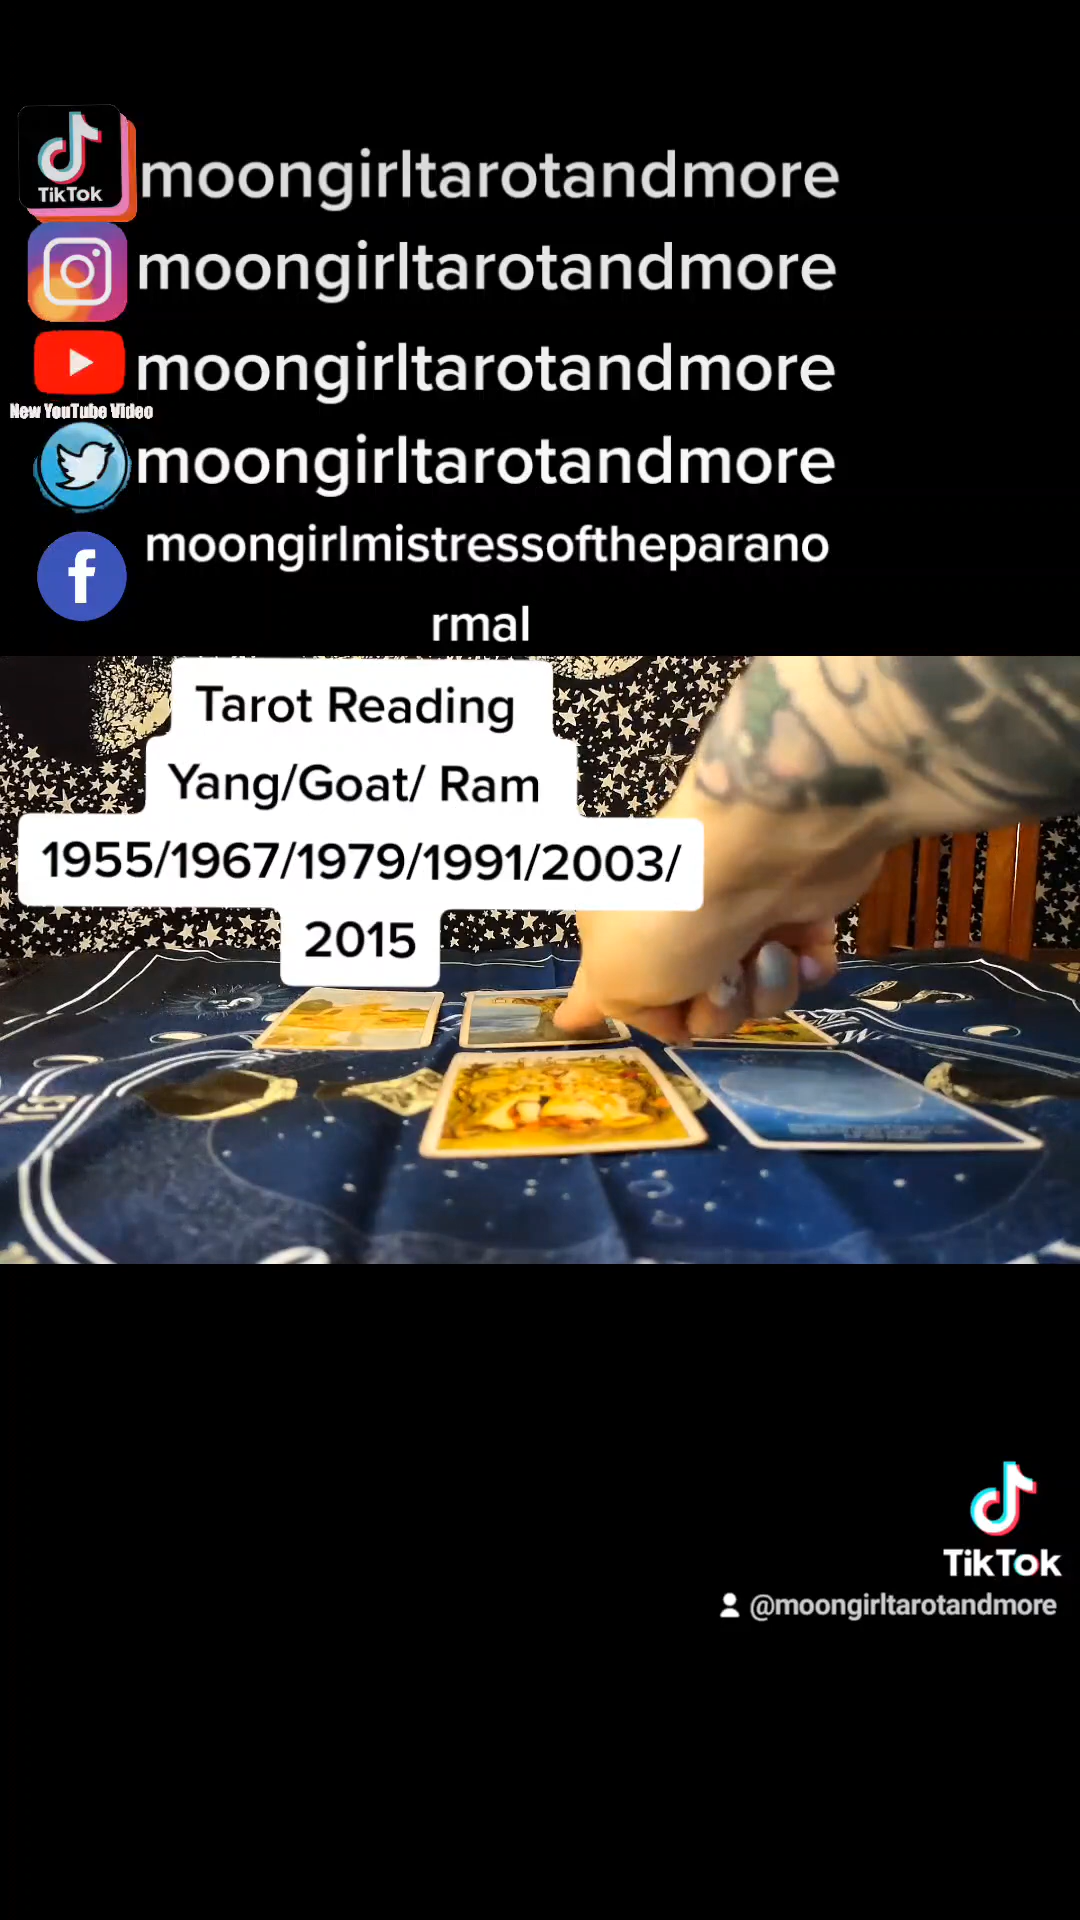 TikTok
moongirltarotandmore
moongirltarotandmore
moongirltarotandmore
New YouTube Video
moongirltarotandmore
moongirlmistressoftheparano
rmal
Tarot Reading
Yang/Goat/ Ram
1955/1967/1979/1991/2003/
2015
TikTok
@moongirltarotandmore